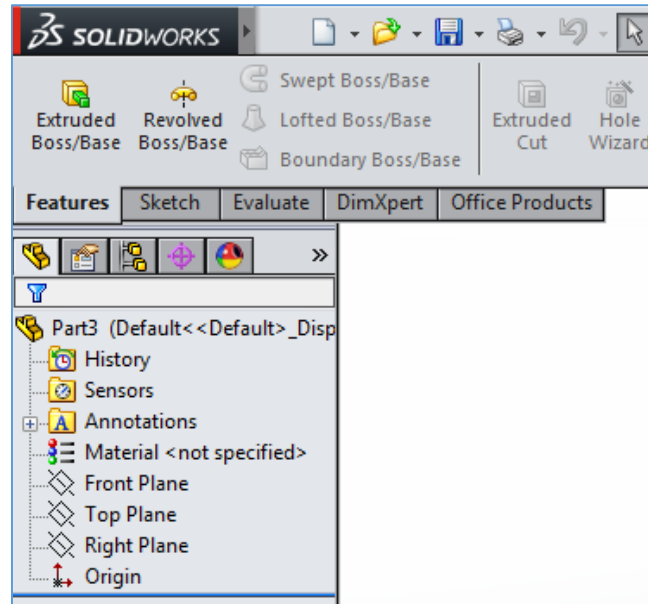 SOLIDWORKS
Extruded Boss/Base
Revolved Boss/Base
Swept Boss/Base
Lofted Boss/Base
Boundary Boss/Base
Extruded Cut
Hole Wizard
Features Sketch Evaluate DimXpert Office Products
»
Part3 (Default<<Default>_Disp
History
Sensors
A Annotations
Material <not specified>
Front Plane
Top Plane
Right Plane
Origin